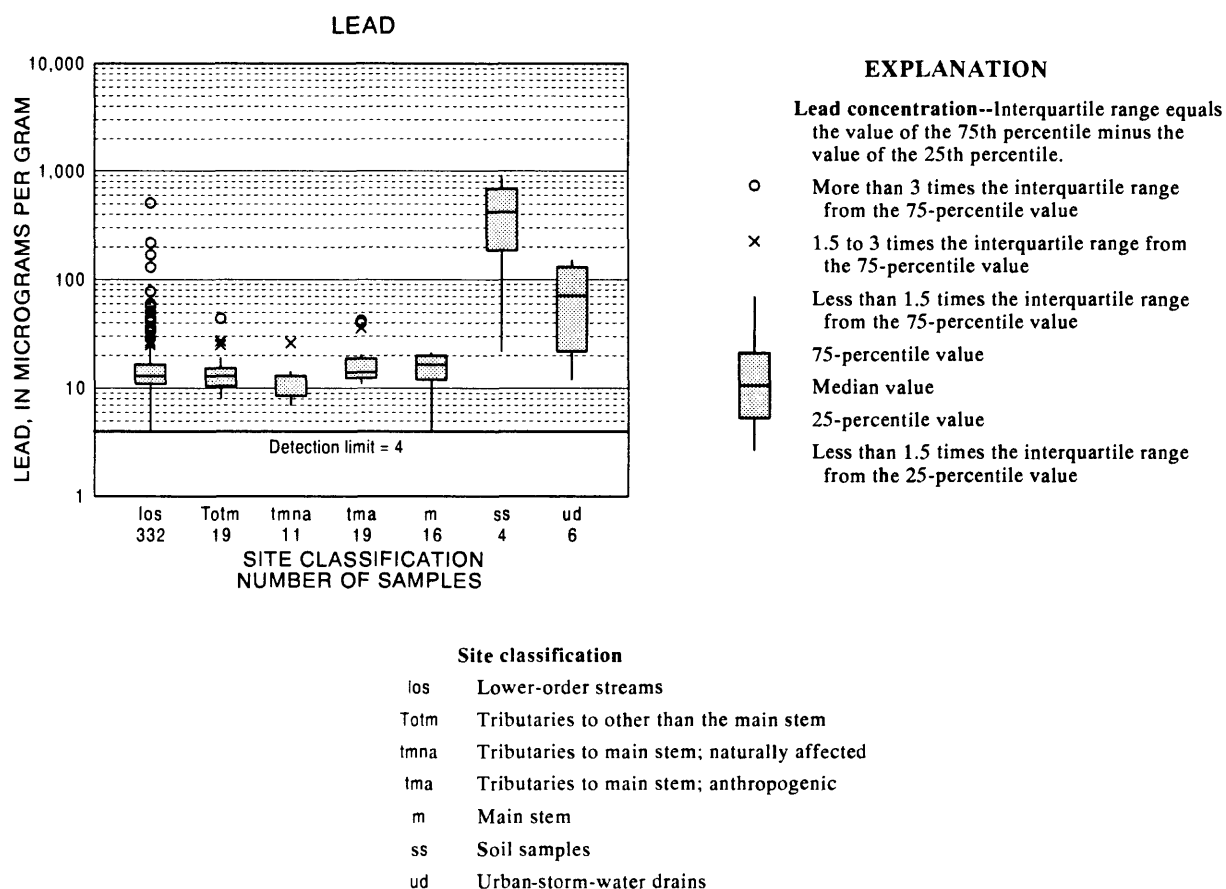 LEAD
10,000
1,000
100
10
1
LEAD, IN MICROGRAMS PER GRAM
Detection limit = 4
los Totm tmna tma m ss ud
332 19 11 19 16 4 6
SITE CLASSIFICATION
NUMBER OF SAMPLES
EXPLANATION
Lead concentration--Interquartile range equals
the value of the 75th percentile minus the
value of the 25th percentile.
o More than 3 times the interquartile range
from the 75-percentile value
x 1.5 to 3 times the interquartile range from
the 75-percentile value
Less than 1.5 times the interquartile range
from the 75-percentile value
75-percentile value
Median value
25-percentile value
Less than 1.5 times the interquartile range
from the 25-percentile value
Site classification
los Lower-order streams
Totm Tributaries to other than the main stem
tmna Tributaries to main stem; naturally affected
tma Tributaries to main stem; anthropogenic
m Main stem
ss Soil samples
ud Urban-storm-water drains